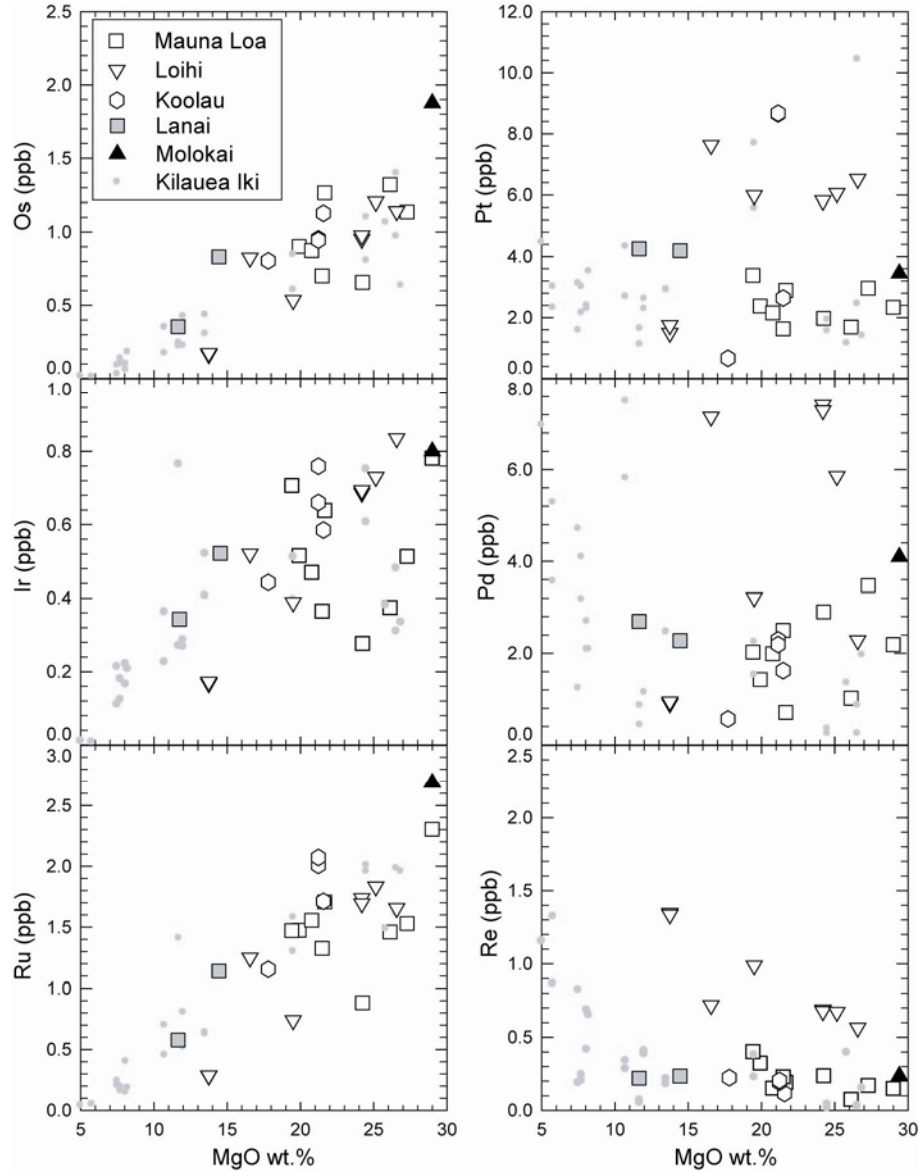 2.5
2.0
1.5
1.0
0.5
0.0
Os (ppb)
Mauna Loa
Loihi
Koolau
Lanai
Molokai
Kilauea Iki
12.0
10.0
8.0
6.0
4.0
2.0
0.0
Pt (ppb)
0.8
0.6
0.4
0.2
0.0
Ir (ppb)
8.0
6.0
4.0
2.0
0.0
Pd (ppb)
3.0
2.5
2.0
1.5
1.0
0.5
0.0
Ru (ppb)
5 10 15 20 25 30
MgO wt.%
2.5
2.0
1.5
1.0
0.5
0.0
Re (ppb)
5 10 15 20 25 30
MgO wt.%